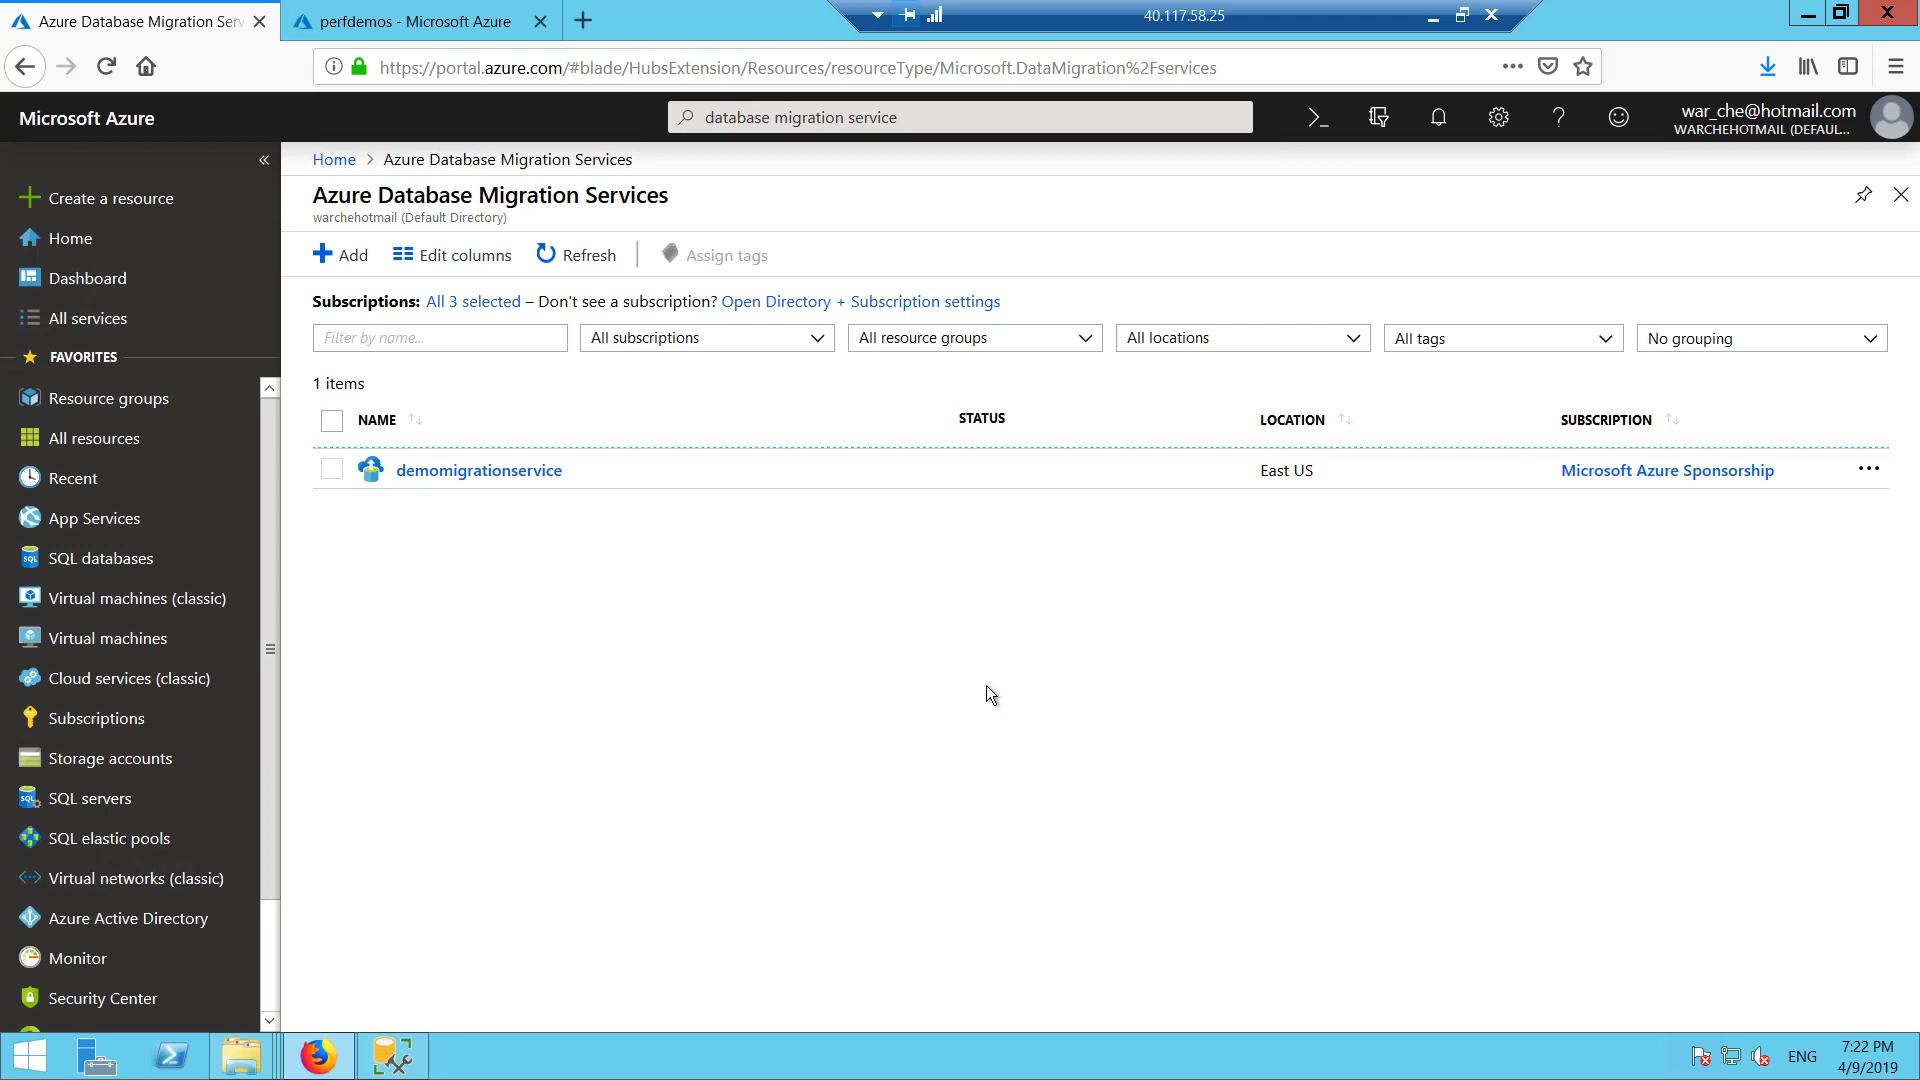 Azure Database Migration Serv
perfdemos - Microsoft Azure
40.117.58.25
https://portal.azure.com/#blade/HubsExtension/Resources/resourceType/Microsoft.DataMigration%2Fservices
Microsoft Azure
database migration service
war_che@hotmail.com
WARCHEHOTMAIL (DEFAUL...
Create a resource
Home
Dashboard
All services
FAVORITES
Resource groups
All resources
Recent
App Services
SQL databases
Virtual machines (classic)
Virtual machines
Cloud services (classic)
Subscriptions
Storage accounts
SQL servers
SQL elastic pools
Virtual networks (classic)
Azure Active Directory
Monitor
Security Center
Home > Azure Database Migration Services
Azure Database Migration Services
warchehotmail (Default Directory)
Add
Edit columns
Refresh
Assign tags
Subscriptions: All 3 selected – Don't see a subscription? Open Directory + Subscription settings
Filter by name...
All subscriptions
All resource groups
All locations
All tags
No grouping
1 items
NAME
STATUS
LOCATION
SUBSCRIPTION
demomigrationservice
East US
Microsoft Azure Sponsorship
ENG
7:22 PM
4/9/2019